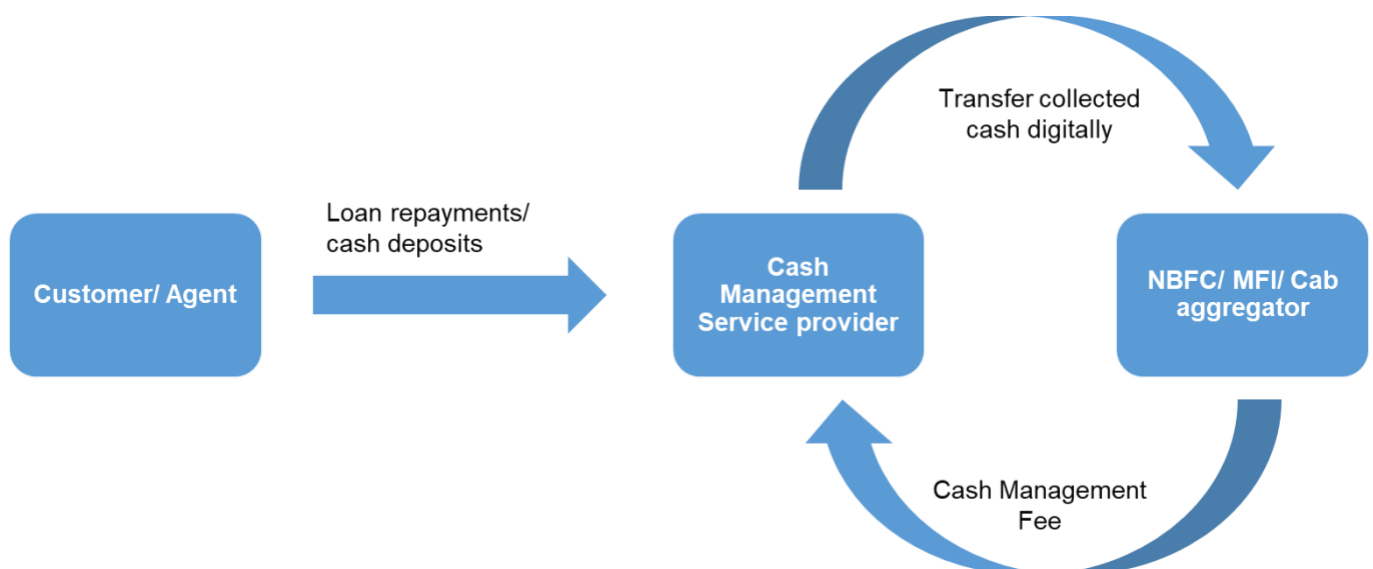 Customer/ Agent
Loan repayments/
cash deposits
Cash
Management
Service provider
Transfer collected
cash digitally
NBFC/ MFI/ Cab
aggregator
Cash Management
Fee